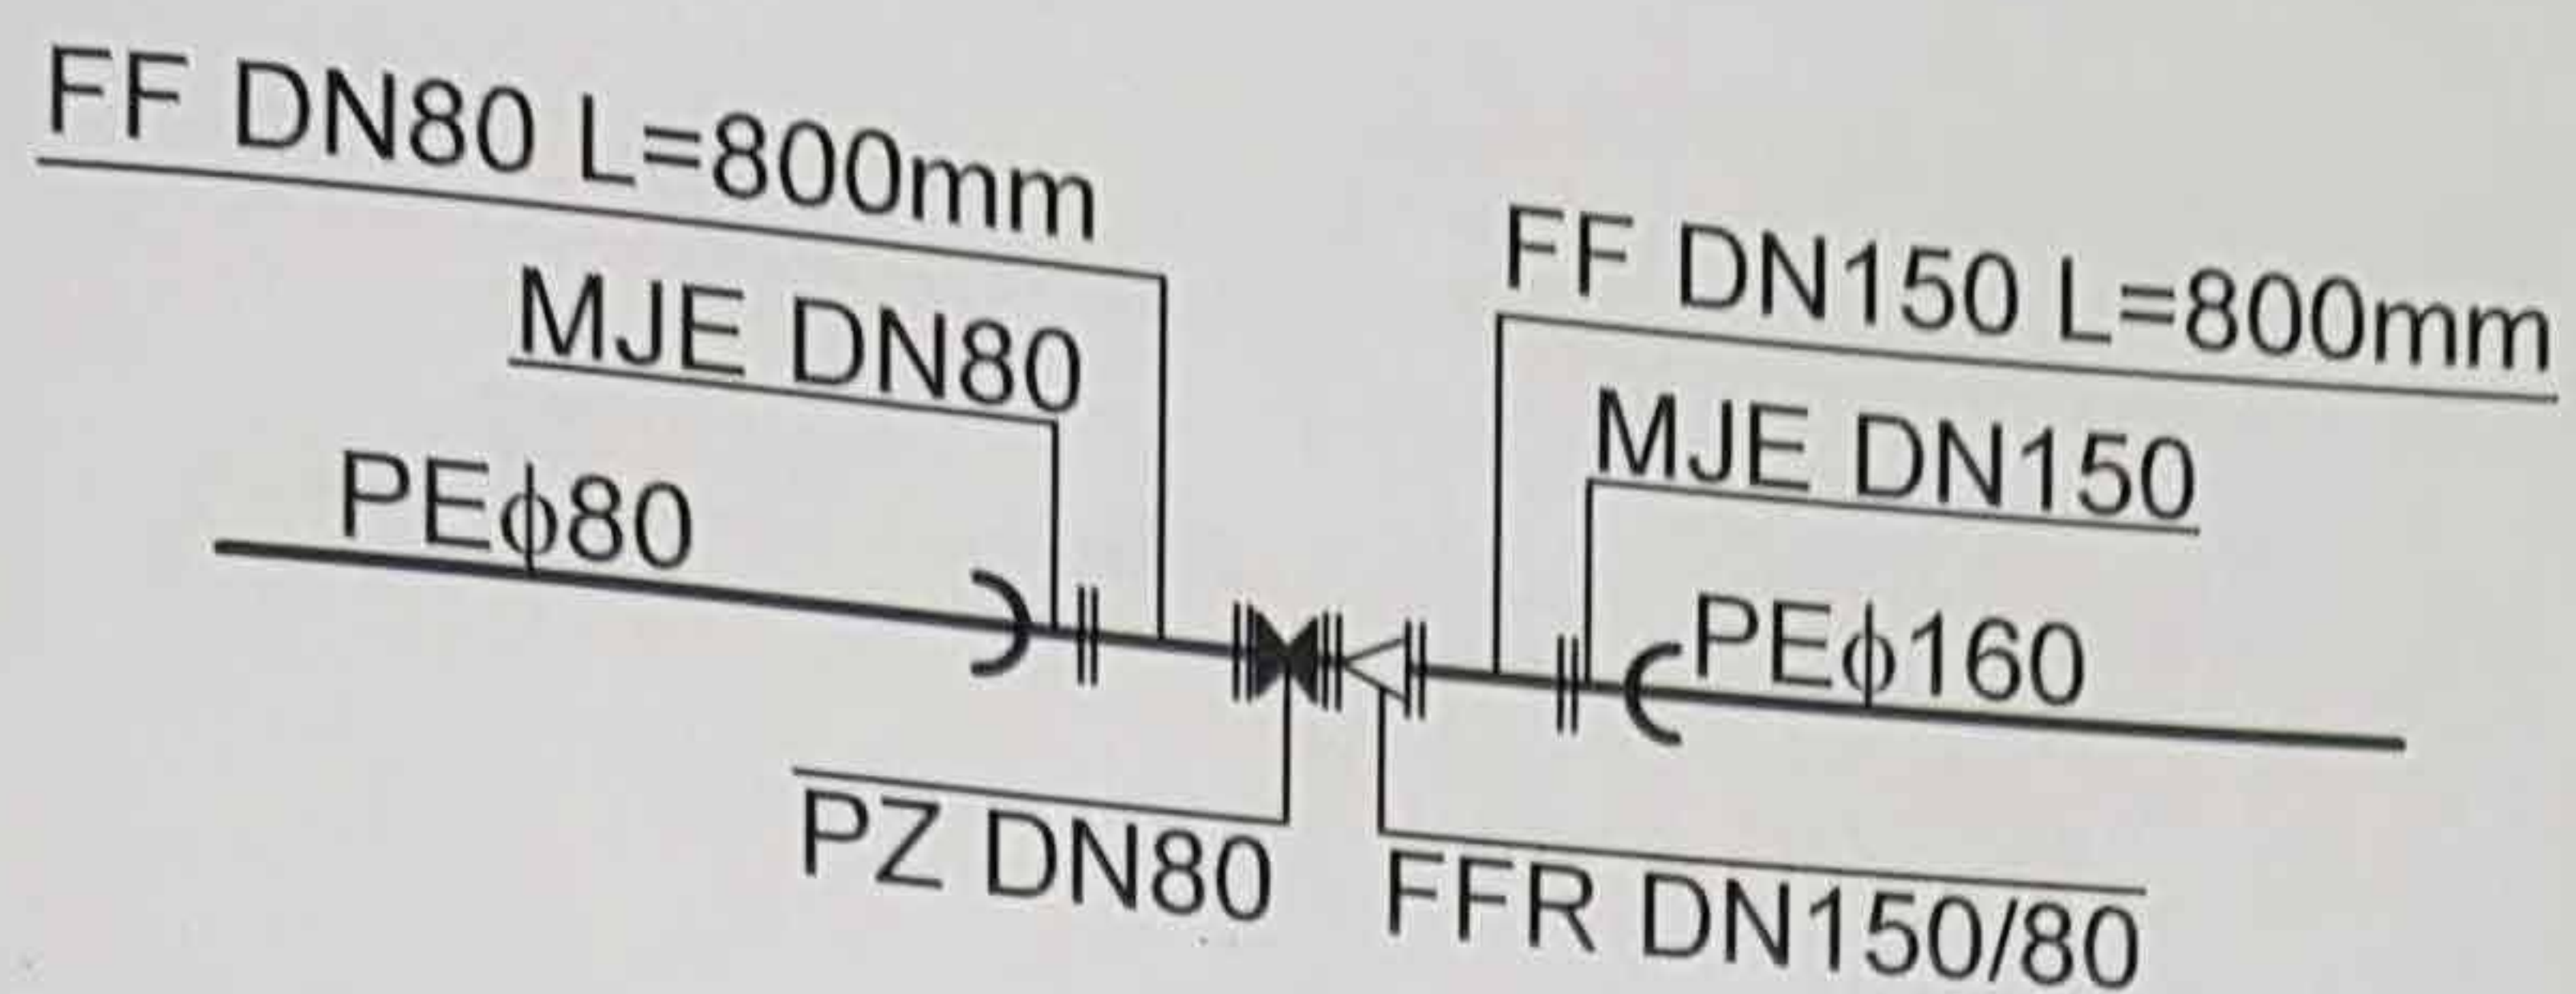 FF DN80 L=800mm
FF DN150 L=800mm
MJE DN80
MJE DN150
PEϕ80
PEϕ160
PZ DN80
FFR DN150/80